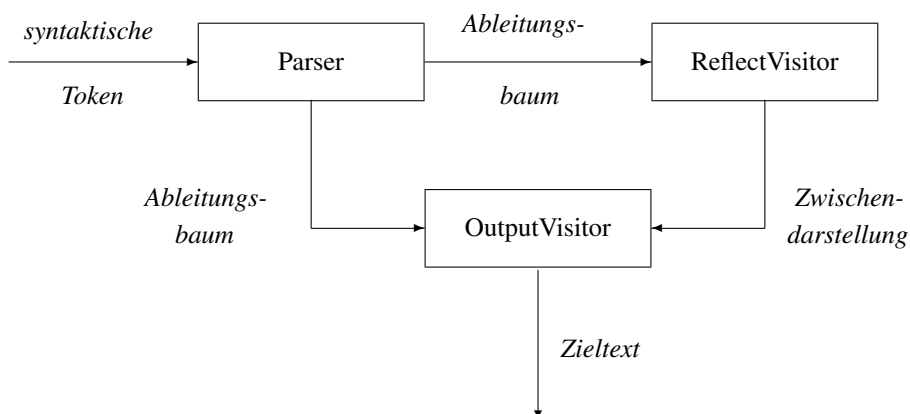 syntaktische
Token
Parser
Ableitungs-
baum
ReflectVisitor
Ableitungs-
baum
OutputVisitor
Zwischen-
darstellung
Zieltext